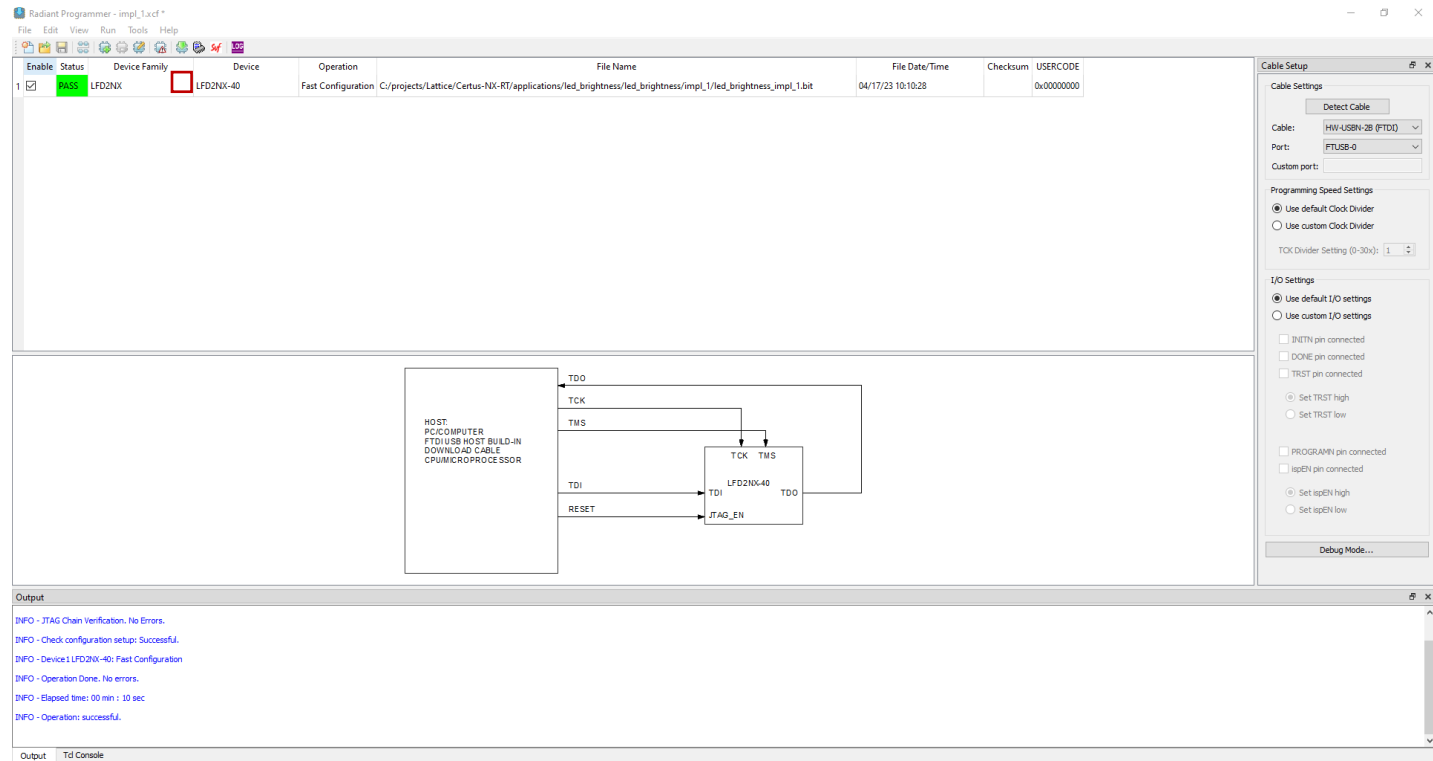 Radiant Programmer - impl_1.xcf *
File Edit View Run Tools Help
LOG
Enable Status Device Family Device Operation File Name File Date/Time Checksum USERCODE
1 PASS LFD2NX LFD2NX-40 Fast Configuration C:/projects/Lattice/Certus-NX-RT/applications/led_brightness/led_brightness/impl_1/led_brightness_impl_1.bit 04/17/23 10:10:28 0x00000000
Cable Setup
Cable Settings
Detect Cable
Cable: HW-USBN-2B (FTDI)
Port: FTUSB-0
Custom port:
Programming Speed Settings
Use default Clock Divider
Use custom Clock Divider
TCK Divider Setting (0-30x): 1
I/O Settings
Use default I/O settings
Use custom I/O settings
INITN pin connected
DONE pin connected
TRST pin connected
Set TRST high
Set TRST low
PROGRAMN pin connected
ispEN pin connected
Set ispEN high
Set ispEN low
Debug Mode...
HOST:
PC/COMPUTER
FTDI USB HOST BUILD-IN
DOWNLOAD CABLE
CPU/MICROPROCESSOR
TDO
TCK
TMS
TDI
RESET
TCK TMS
LFD2NX-40
TDI TDO
JTAG_EN
Output
INFO - JTAG Chain Verification. No Errors.
INFO - Check configuration setup: Successful.
INFO - Device1 LFD2NX-40: Fast Configuration
INFO - Operation Done. No errors.
INFO - Elapsed time: 00 min : 10 sec
INFO - Operation: successful.
Output Tcl Console